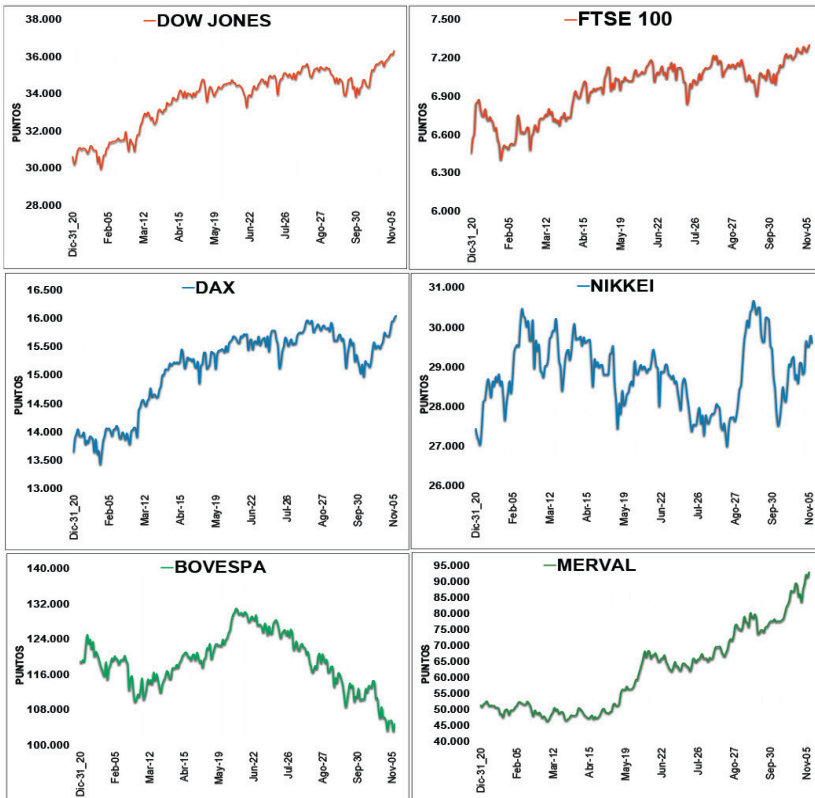 DOW JONES
PUNTOS
38.000
36.000
34.000
32.000
30.000
28.000
Dic-31_20
Feb-05
Mar-12
Abr-15
May-19
Jun-22
Jul-26
Ago-27
Sep-30
Nov-05
FTSE 100
PUNTOS
7.500
7.200
6.900
6.600
6.300
6.000
Dic-31_20
Feb-05
Mar-12
Abr-15
May-19
Jun-22
Jul-26
Ago-27
Sep-30
Nov-05
DAX
PUNTOS
16.500
16.000
15.500
15.000
14.500
14.000
13.500
13.000
Dic-31_20
Feb-05
Mar-12
Abr-15
May-19
Jun-22
Jul-26
Ago-27
Sep-30
Nov-05
NIKKEI
PUNTOS
31.000
30.000
29.000
28.000
27.000
26.000
Dic-31_20
Feb-05
Mar-12
Abr-15
May-19
Jun-22
Jul-26
Ago-27
Sep-30
Nov-05
BOVESPA
PUNTOS
140.000
132.000
124.000
116.000
108.000
100.000
Dic-31_20
Feb-05
Mar-12
Abr-15
May-19
Jun-22
Jul-26
Ago-27
Sep-30
Nov-05
MERVAL
PUNTOS
95.000
90.000
85.000
80.000
75.000
70.000
65.000
60.000
55.000
50.000
45.000
40.000
Dic-31_20
Feb-05
Mar-12
Abr-15
May-19
Jun-22
Jul-26
Ago-27
Sep-30
Nov-05